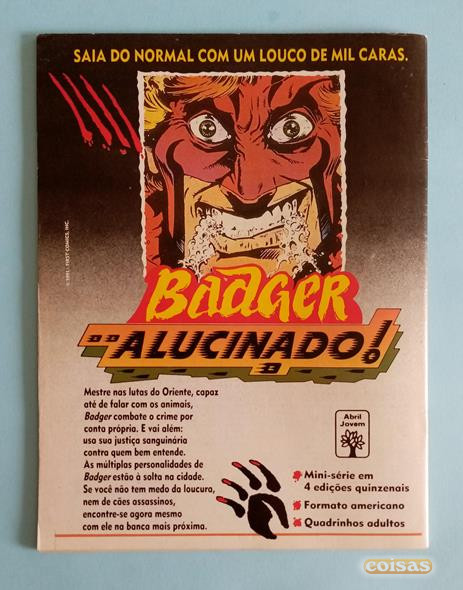 SAIA DO NORMAL COM UM LOUCO DE MIL CARAS.
BADGER
ALUCINADO!
Mestre nas lutas do Oriente, capaz
até de falar com os animais,
Badger combate o crime por
conta própria. E vai além:
usa sua justiça sanguinária
contra quem bem entende.
As múltiplas personalidades de
Badger estão à solta na cidade.
Se você não tem medo da loucura,
nem de cães assassinos,
encontre-se agora mesmo
com ele na banca mais próxima.
Abril
Jovem
Mini-série em
4 edições quinzenais
Formato americano
Quadrinhos adultos
FIRST COMICS, INC.
coisas